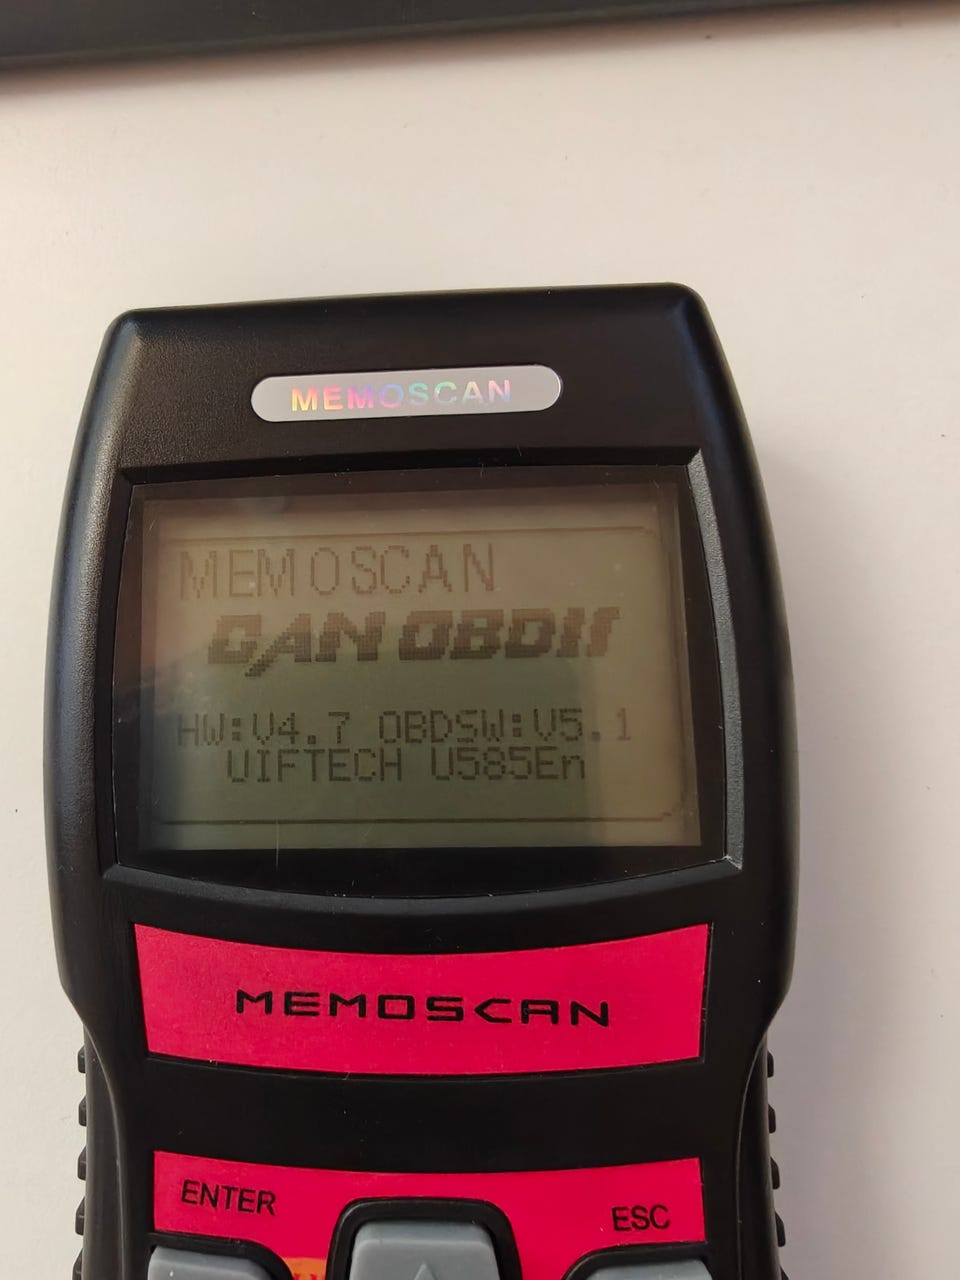 MEMOSCAN
MEMOSCAN
CAN OBDII
HW:V4.7 OBDSW:V5.1
VIFTECH U585En
MEMOSCAN
ENTER
ESC